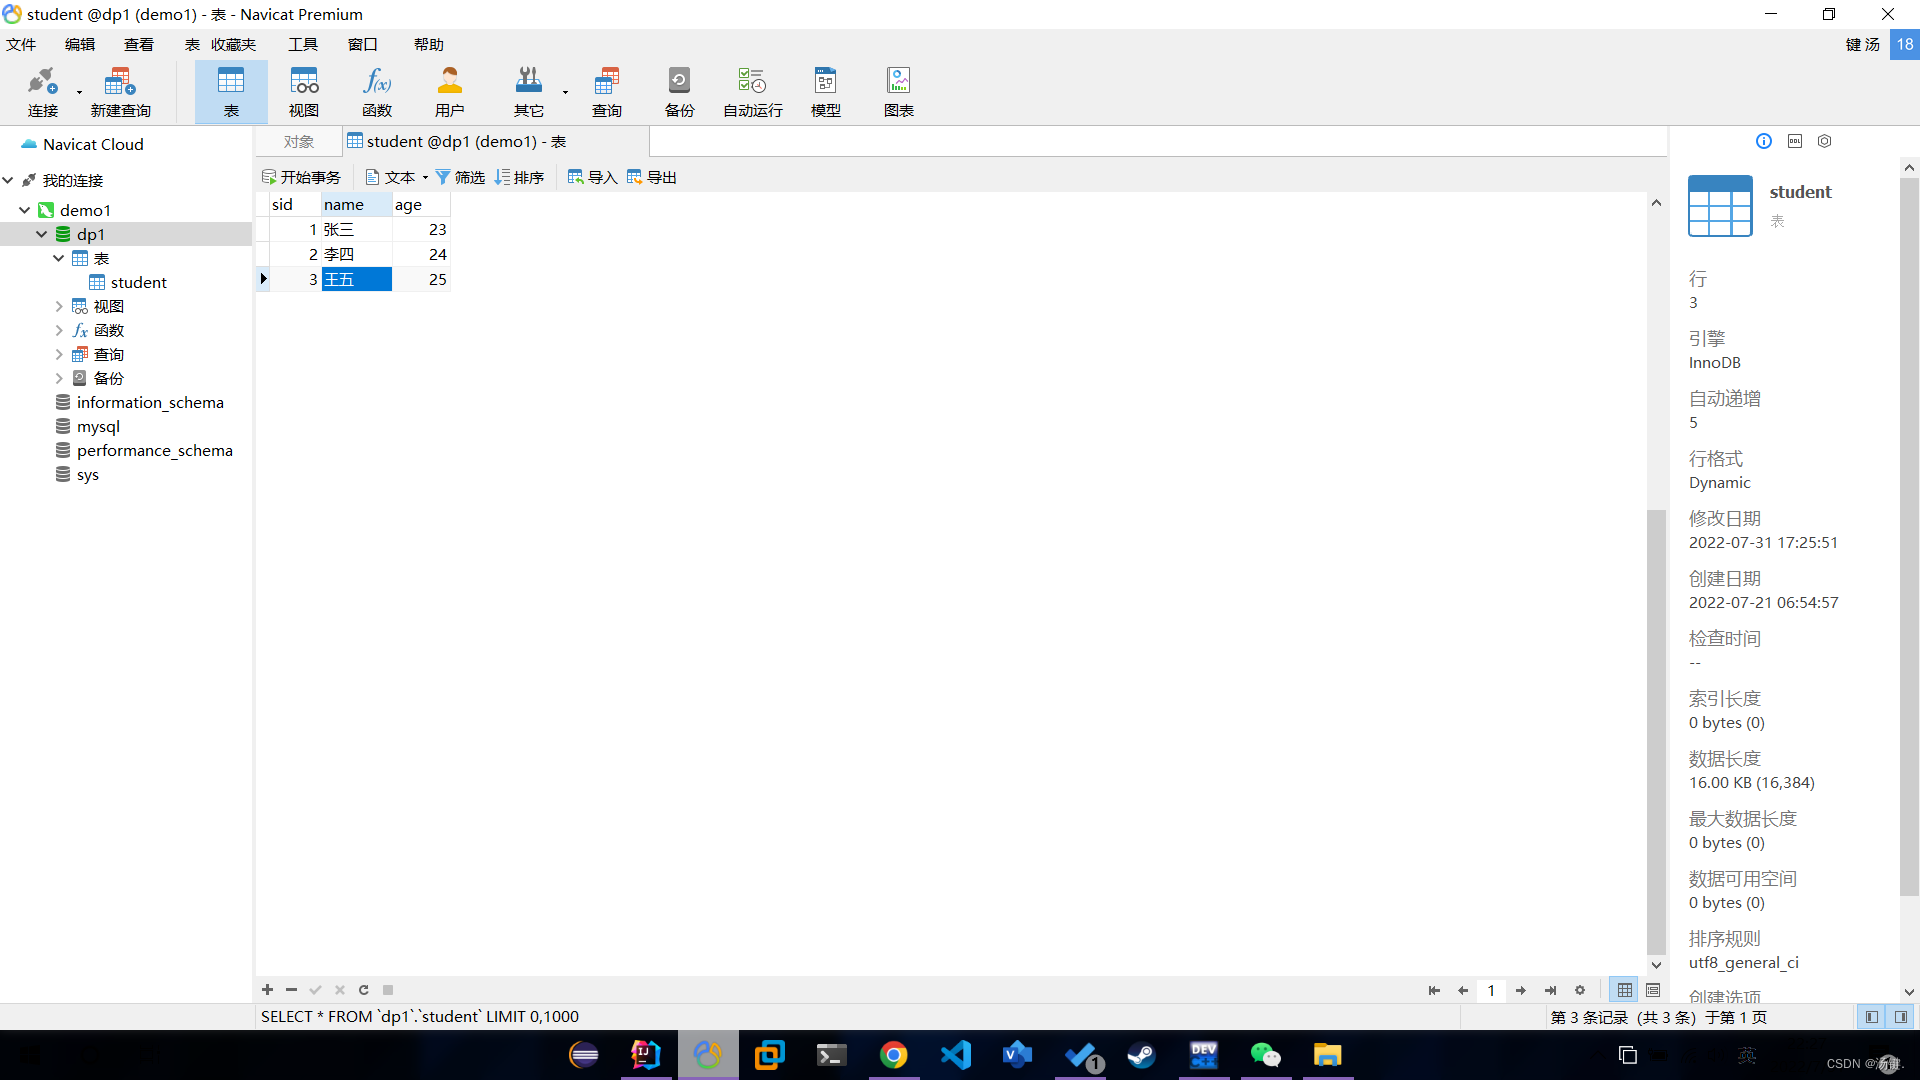 student @dp1 (demo1) - 表 - Navicat Premium
文件 编辑 查看 表 收藏夹 工具 窗口 帮助 键 汤 18
连接 新建查询 表 视图 函数 用户 其它 查询 备份 自动运行 模型 图表
Navicat Cloud
我的连接
demo1
dp1
表
student
视图
函数
查询
备份
information_schema
mysql
performance_schema
sys
对象 student @dp1 (demo1) - 表
开始事务 文本 筛选 排序 导入 导出
sid name age
1 张三 23
2 李四 24
3 王五 25
student
表
行
3
引擎
InnoDB
自动递增
5
行格式
Dynamic
修改日期
2022-07-31 17:25:51
创建日期
2022-07-21 06:54:57
检查时间
--
索引长度
0 bytes (0)
数据长度
16.00 KB (16,384)
最大数据长度
0 bytes (0)
数据可用空间
0 bytes (0)
排序规则
utf8_general_ci
创建选项
1
SELECT * FROM `dp1`.`student` LIMIT 0,1000
第 3 条记录 (共 3 条) 于第 1 页
英
CSDN @汤键.